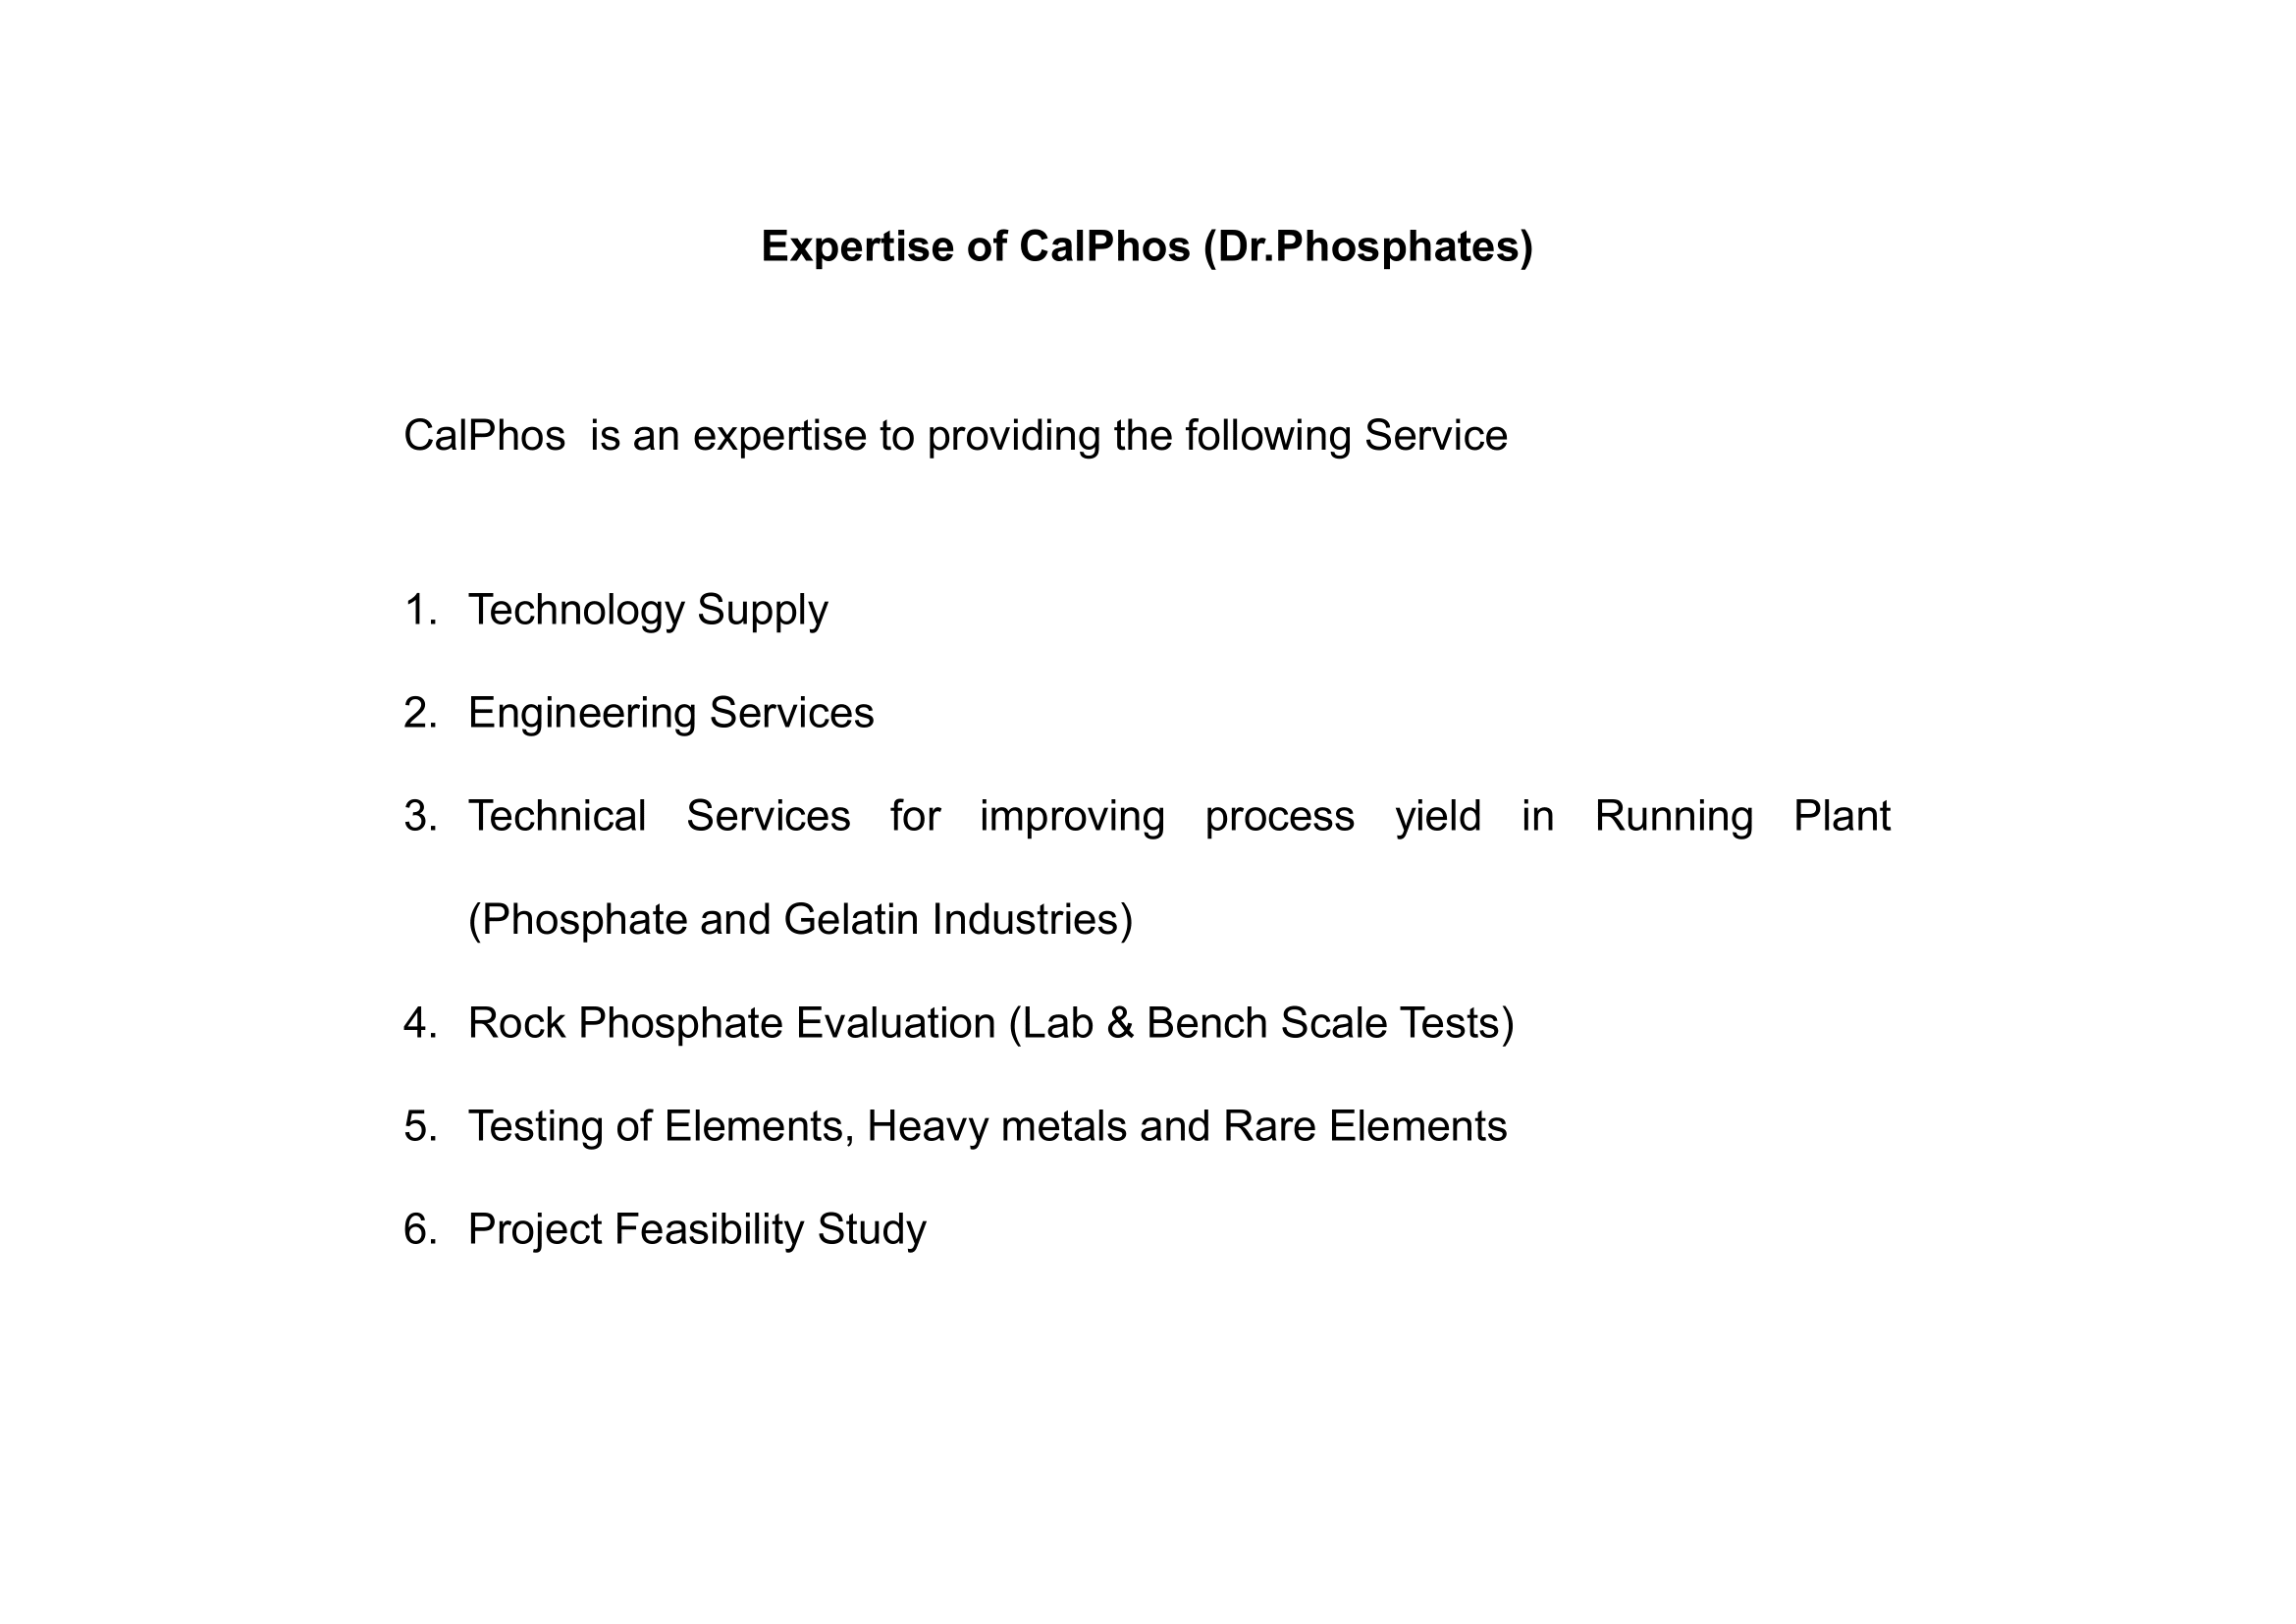 Expertise of CalPhos (Dr.Phosphates)
CalPhos  is an expertise to providing the following Service
1. Technology Supply
2. Engineering Services
3. Technical Services for improving process yield in Running Plant
(Phosphate and Gelatin Industries)
4. Rock Phosphate Evaluation (Lab & Bench Scale Tests)
5. Testing of Elements, Heavy metals and Rare Elements
6. Project Feasibility Study